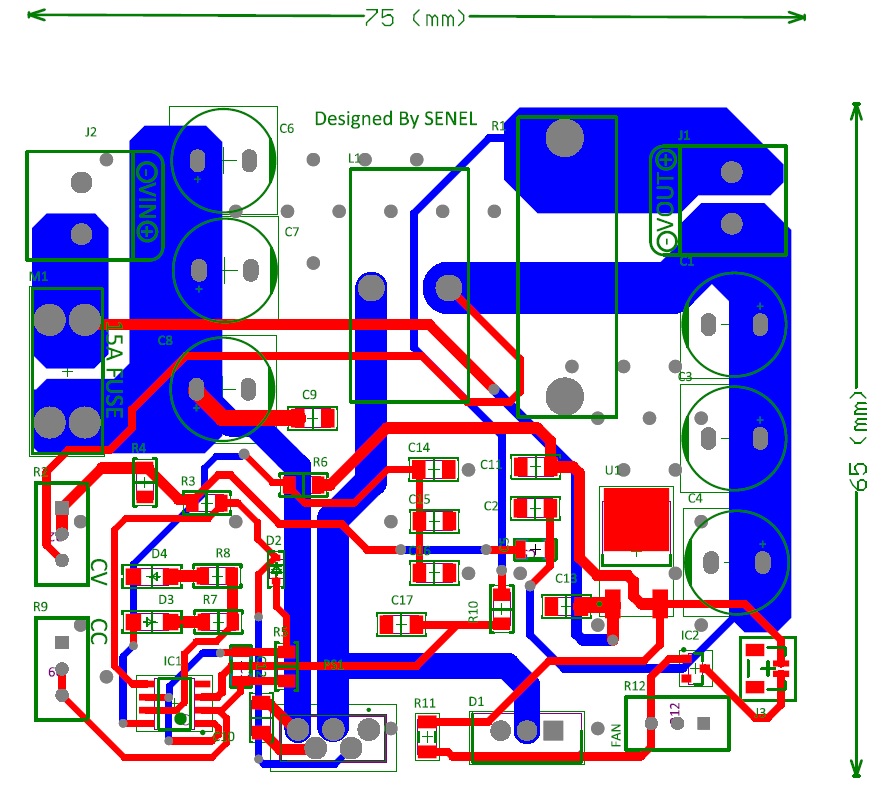 75 (mm)
Designed By SENEL
J2
C6
L1
R1
J1
⊖VIN⊕
⊖VOUT⊕
C7
C1
M1
15A FUSE
C8
C3
C9
R4
R6
C14
C11
U1
65 (mm)
R3
C2
C4
D4
R8
D2
CV
C13
D3
R7
C17
R10
R9
CC
R5
IC1
IC2
R12
R11
D1
FAN
J3